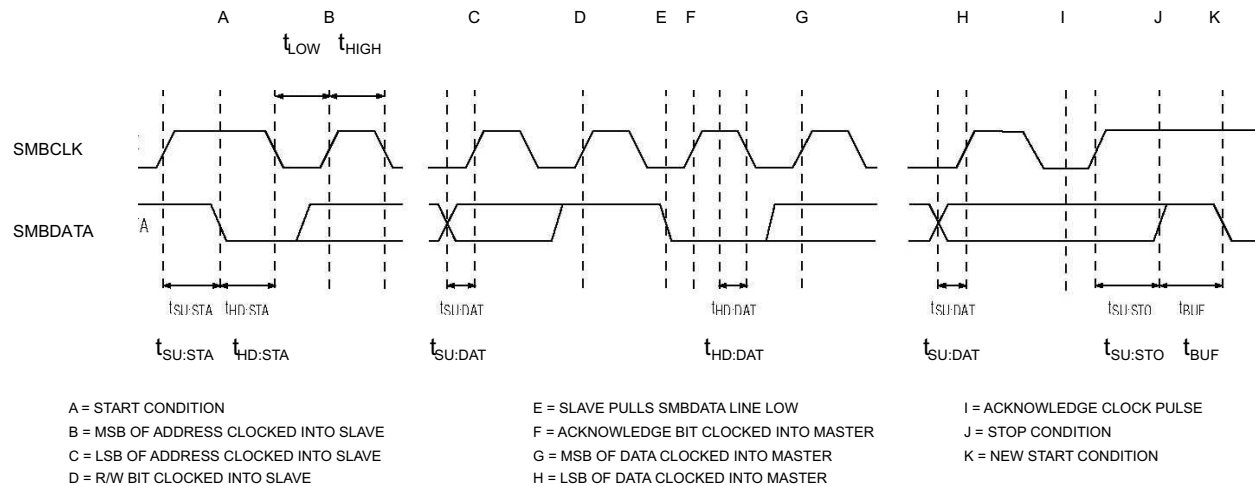 A B C D E F G H I J K
tLOW tHIGH
SMBCLK
SMBDATA
tSU:STA tHD:STA tSU:DAT tHD:DAT tSU:DAT tSU:STO tBUF
tSU:STA tHD:STA tSU:DAT tHD:DAT tSU:DAT tSU:STO tBUF
A = START CONDITION
B = MSB OF ADDRESS CLOCKED INTO SLAVE
C = LSB OF ADDRESS CLOCKED INTO SLAVE
D = R/W BIT CLOCKED INTO SLAVE
E = SLAVE PULLS SMBDATA LINE LOW
F = ACKNOWLEDGE BIT CLOCKED INTO MASTER
G = MSB OF DATA CLOCKED INTO MASTER
H = LSB OF DATA CLOCKED INTO MASTER
I = ACKNOWLEDGE CLOCK PULSE
J = STOP CONDITION
K = NEW START CONDITION